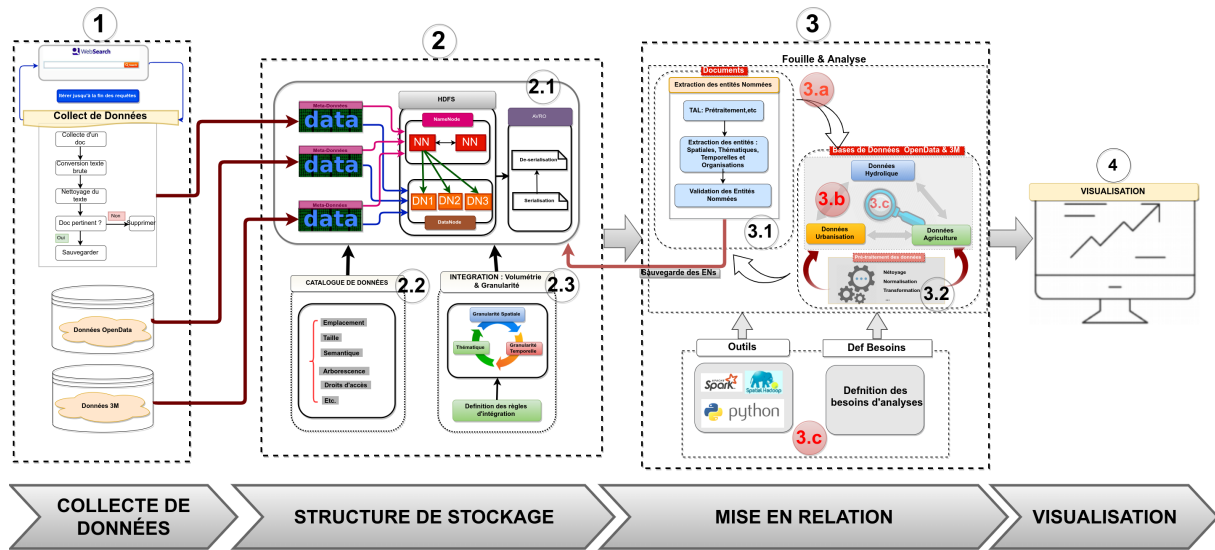 1
WebSearch
Itérer jusqu'à la fin des requêtes
Collect de Données
Collecte d'un
doc
Conversion texte
brute
Nettoyage du
texte
Doc pertinent ?
Non
Supprimer
Oui
Sauvegarder
Données OpenData
Données 3M
2
2.1
Meta-Données
data
Meta-Données
data
Meta-Données
data
HDFS
NameNode
NN
NN
DN1
DN2
DN3
DataNode
AVRO
De-serialisation
Serialisation
CATALOGUE DE DONNÉES
2.2
Emplacement
Taille
Semantique
Arborescence
Droits d'accès
Etc.
INTEGRATION : Volumétrie
& Granularité
2.3
Granularité Spatiale
Thématique
Granularité
Temporelle
Definition des règles
d'intégration
3
Fouille & Analyse
Documents
Extraction des entités Nommées
TAL: Prétraitement,etc
Extraction des entités :
Spatiales, Thématiques,
Temporelles et
Organisations
Validation des Entités
Nommées
3.1
Sauvegarde des ENs
3.a
Bases de Données OpenData & 3M
Données
Hydrolique
3.b
3.c
Données
Urbanisation
Données
Agriculture
Pré-traitement des données
Nétoyage
Normalisation
Transformation
...
3.2
Outils
Def Besoins
Spark
Spatial Hadoop
python
Defnition des
besoins d'analyses
3.c
4
VISUALISATION
COLLECTE DE
DONNÉES
STRUCTURE DE STOCKAGE
MISE EN RELATION
VISUALISATION